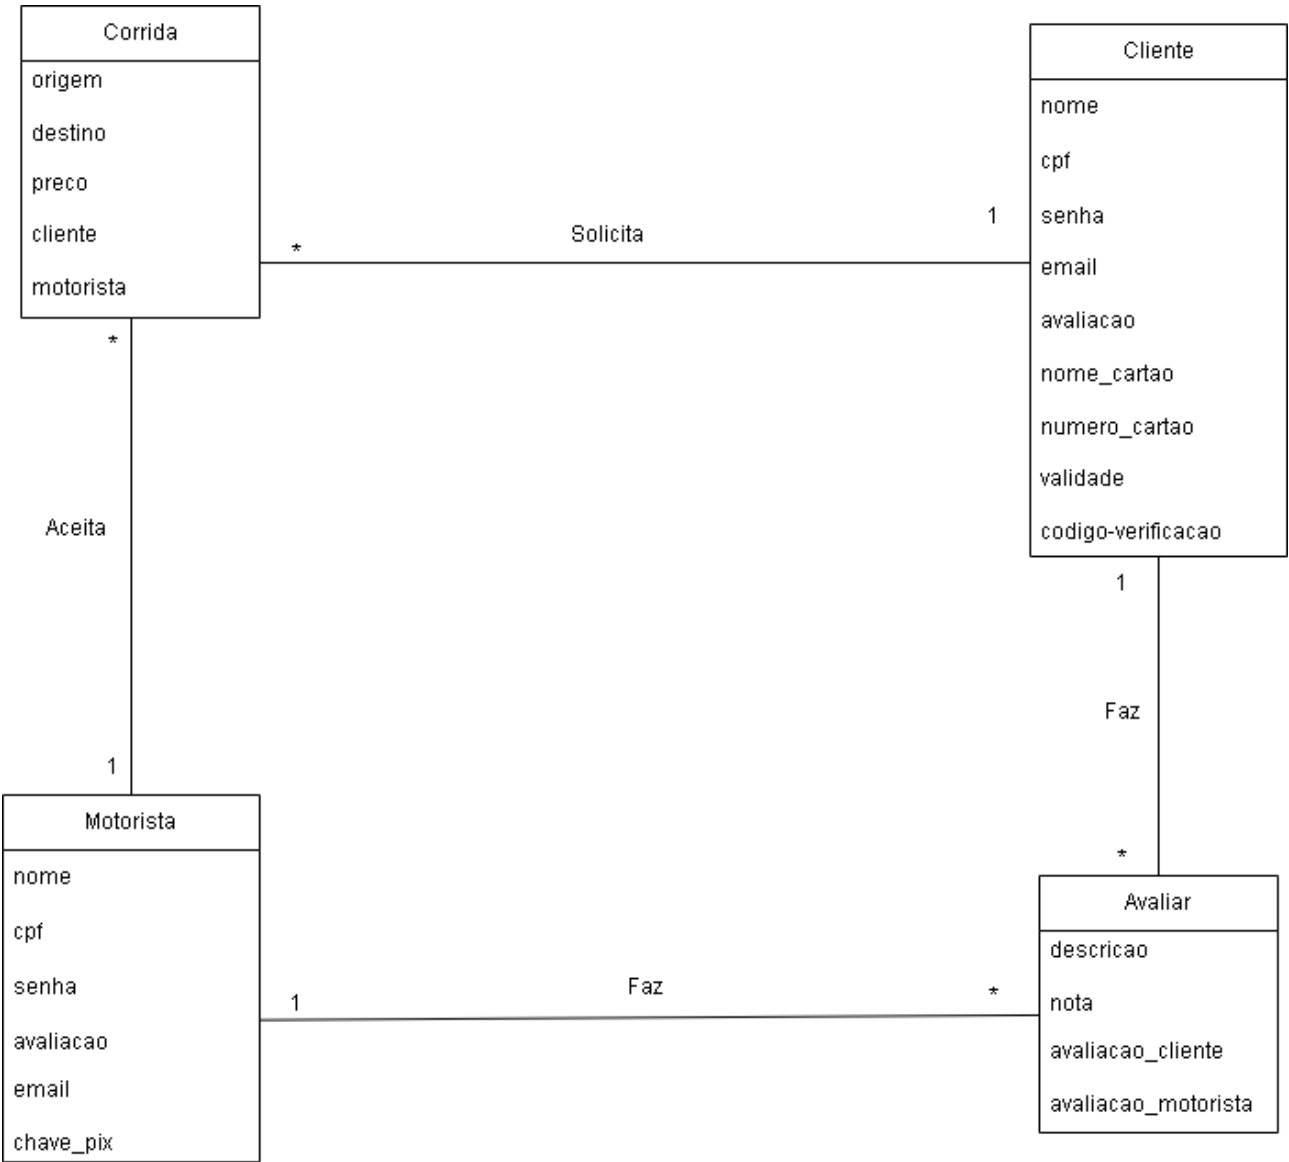 Corrida
origem
destino
preco
cliente
motorista
*
Solicita
1
Cliente
nome
cpf
senha
email
avaliacao
nome_cartao
numero_cartao
validade
codigo-verificacao
*
Aceita
1
1
Faz
*
Motorista
nome
cpf
senha
avaliacao
email
chave_pix
1
Faz
*
Avaliar
descricao
nota
avaliacao_cliente
avaliacao_motorista